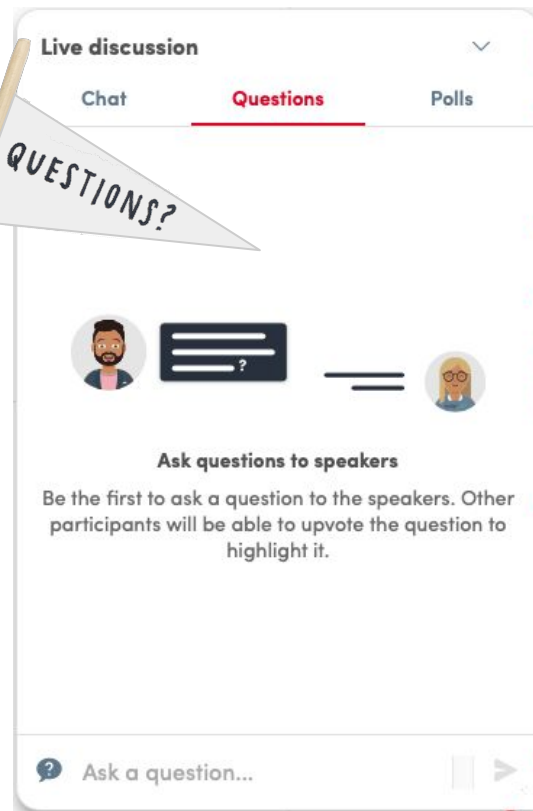 Live discussion
Chat Questions Polls
QUESTIONS?
?
Ask questions to speakers
Be the first to ask a question to the speakers. Other
participants will be able to upvote the question to
highlight it.
? Ask a question...